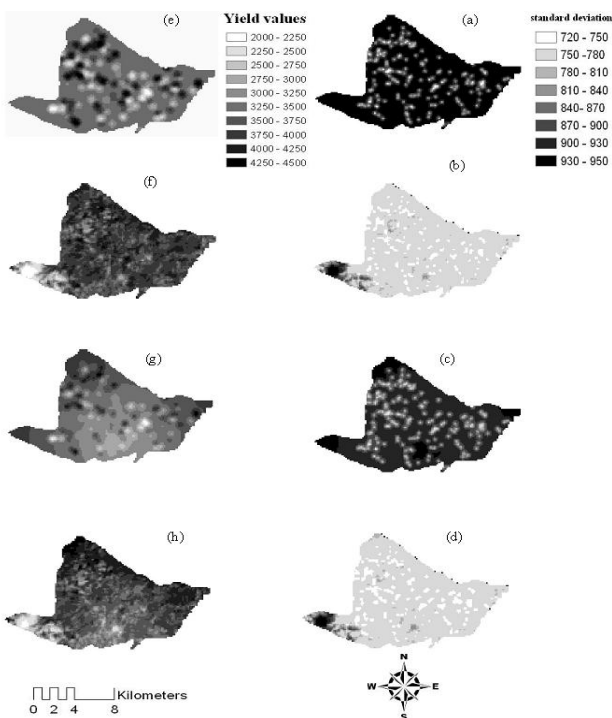 (e)
Yield values
2000 - 2250
2250 - 2500
2500 - 2750
2750 - 3000
3000 - 3250
3250 - 3500
3500 - 3750
3750 - 4000
4000 - 4250
4250 - 4500
(a)
standard deviation
720 - 750
750 -780
780 - 810
810 - 840
840- 870
870 - 900
900 - 930
930 - 950
(f)
(b)
(g)
(c)
(h)
(d)
Kilometers
0 2 4 8
N
W E
S